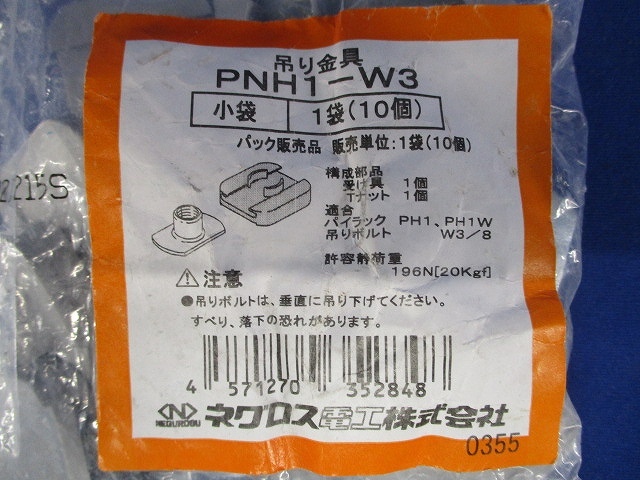 吊り金具
PNH1-W3
小袋 1袋(10個)
パック販売品 販売単位:1袋(10個)
構成部品
受け具 1個
Tナット 1個
適合
パイラック PH1、PH1W
吊りボルト W3/8
許容静荷重
196N[20Kgf]
⚠注意
●吊りボルトは、垂直に吊り下げてください。
すべり、落下の恐れがあります。
4 571270 352848
NEGUROSU ネグロス電工株式会社
0355
215S